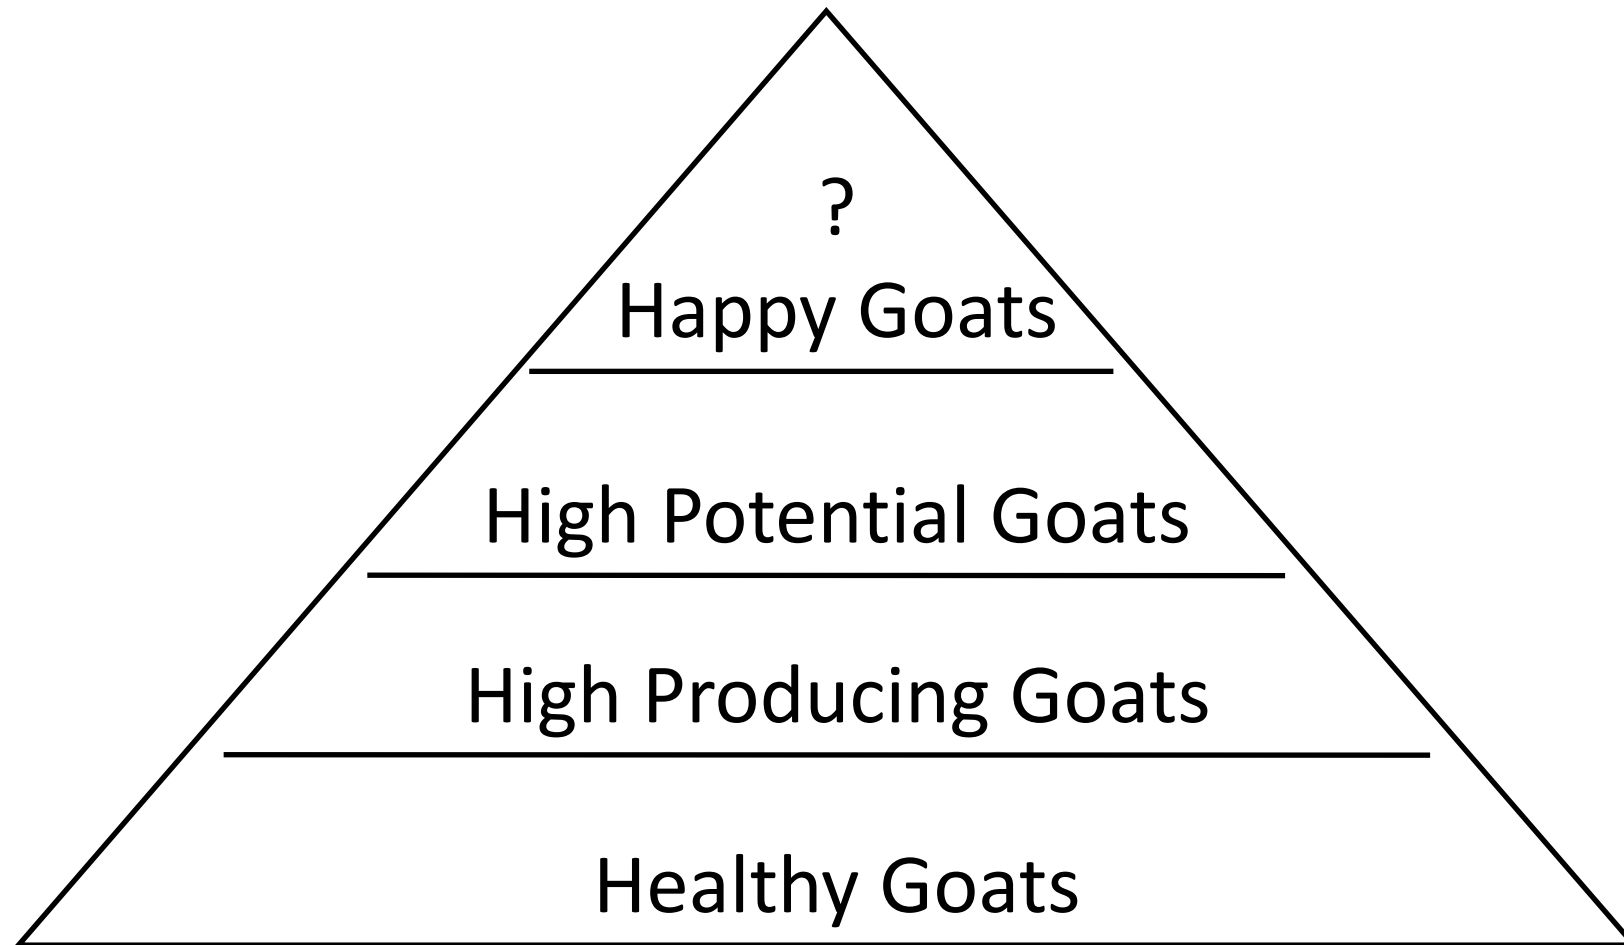 ?
Happy Goats
High Potential Goats
High Producing Goats
Healthy Goats